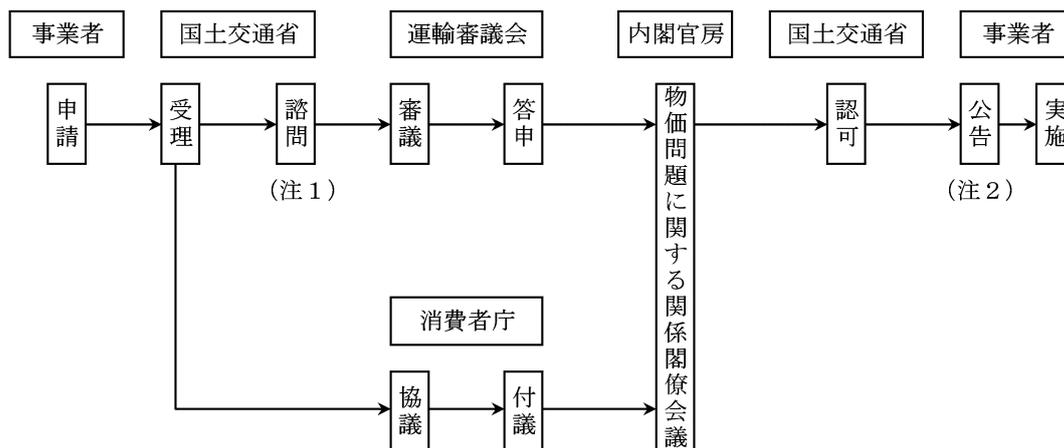 事業者
国土交通省
運輸審議会
内閣官房
国土交通省
事業者
申請
受理
諮問
審議
答申
物価問題に関する関係閣僚会議
認可
公告
実施
（注１）
（注２）
消費者庁
協議
付議